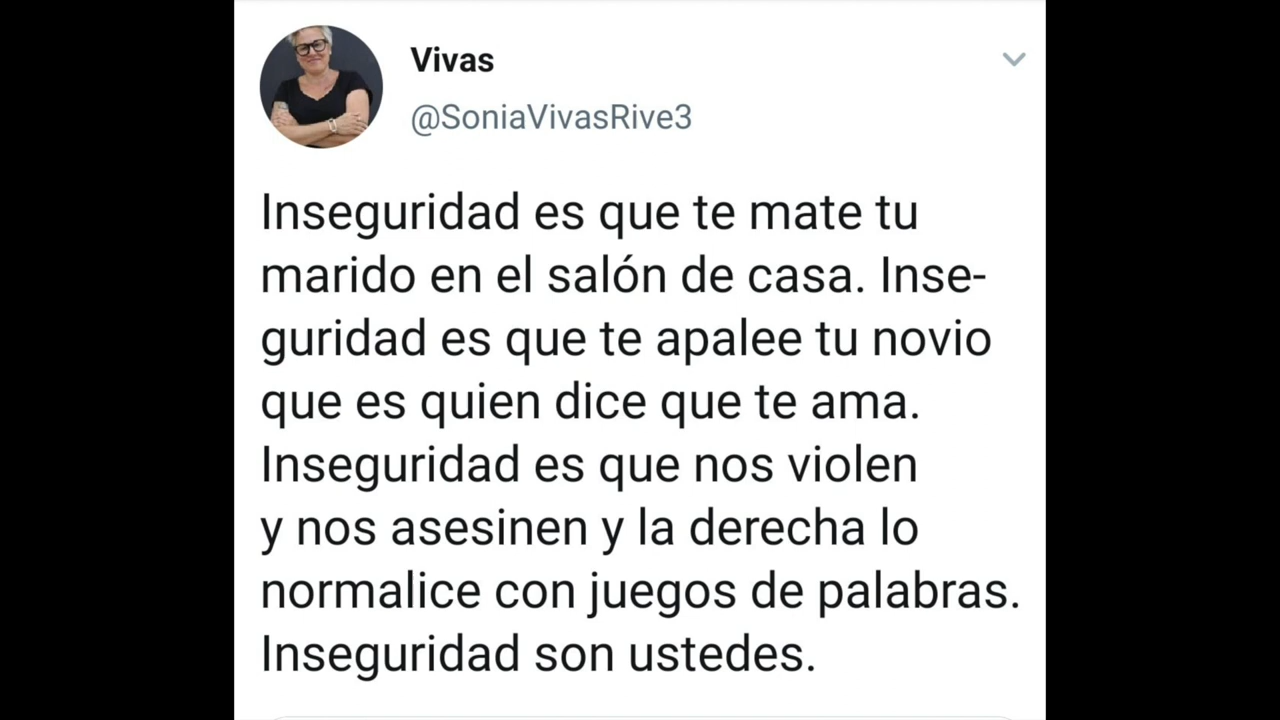 Vivas
@SoniaVivasRive3
Inseguridad es que te mate tu
marido en el salón de casa. Inse-
guridad es que te apalee tu novio
que es quien dice que te ama.
Inseguridad es que nos violen
y nos asesinen y la derecha lo
normalice con juegos de palabras.
Inseguridad son ustedes.